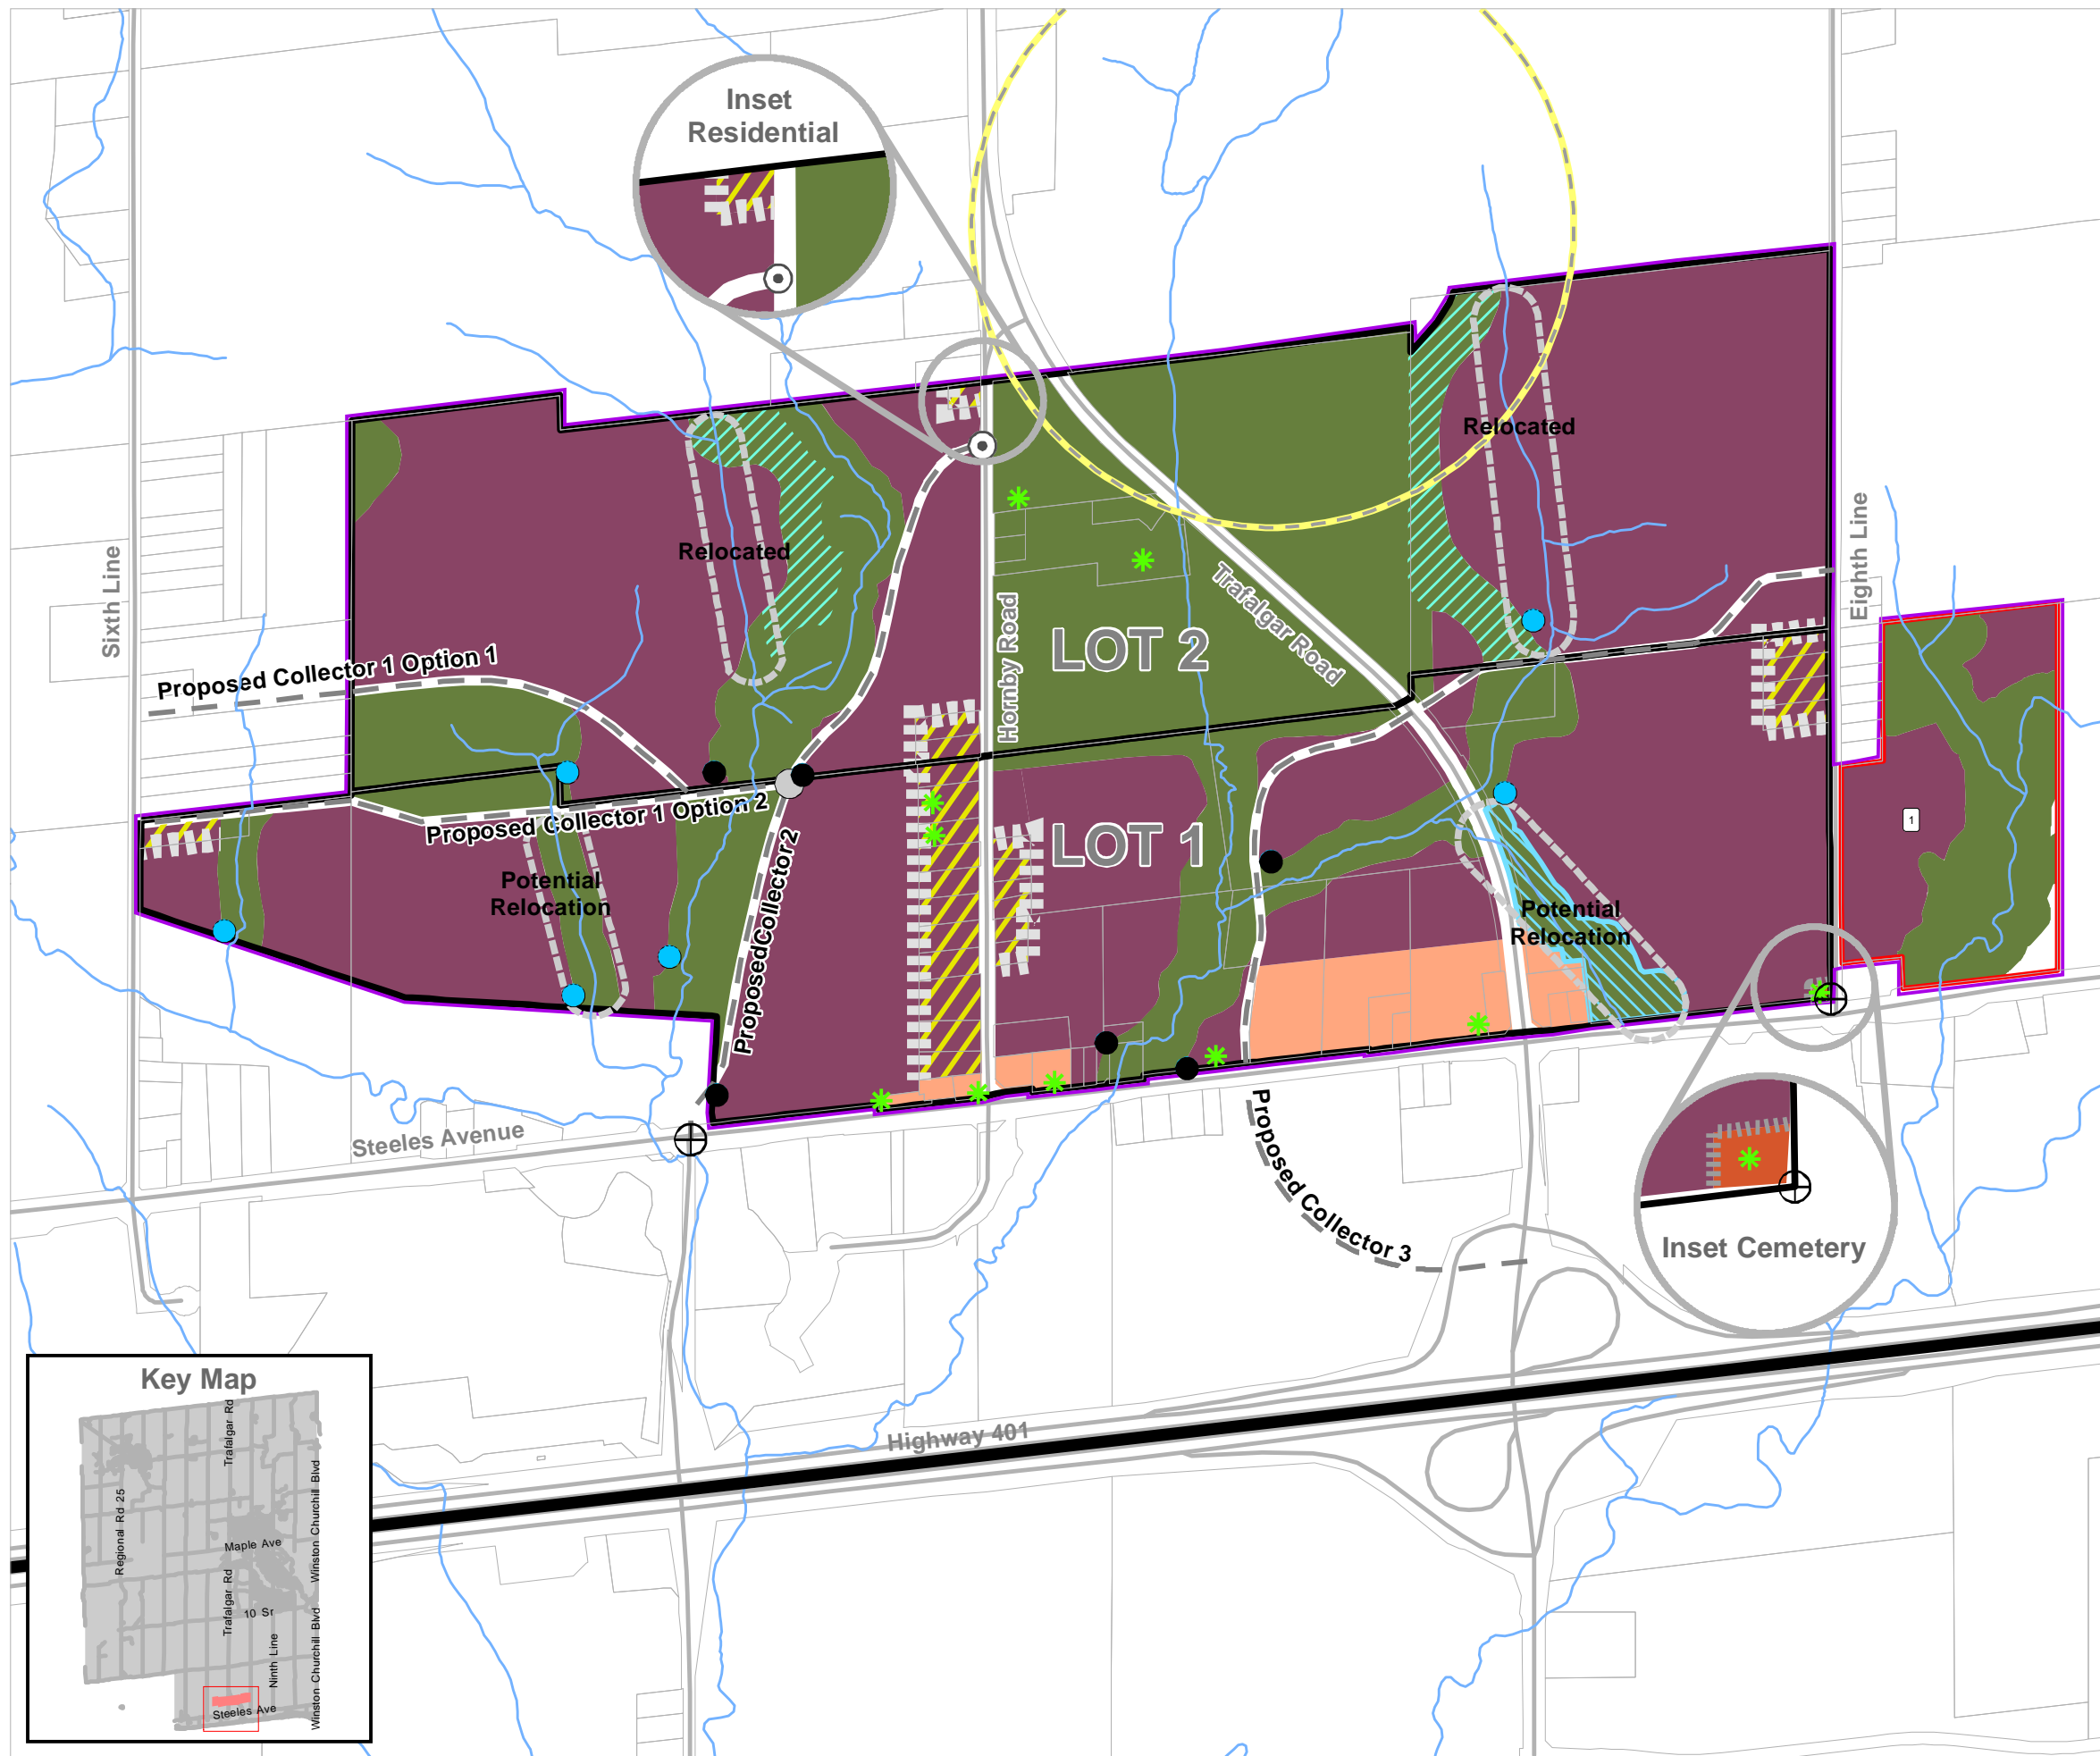 Inset
Residential
Relocated
Relocated
Sixth Line
Eighth Line
Hornby Road
Trafalgar Road
LOT 2
Proposed Collector 1 Option 1
Proposed Collector 1 Option 2
Proposed Collector 2
LOT 1
1
Potential
Relocation
Potential
Relocation
Steeles Avenue
Proposed Collector 3
Inset Cemetery
Highway 401
Key Map
Trafalgar Rd
Regional Rd 25
Winston Churchill Blvd
Maple Ave
Trafalgar Rd
10 Sr
Ninth Line
Winston Churchill Blvd
Steeles Ave